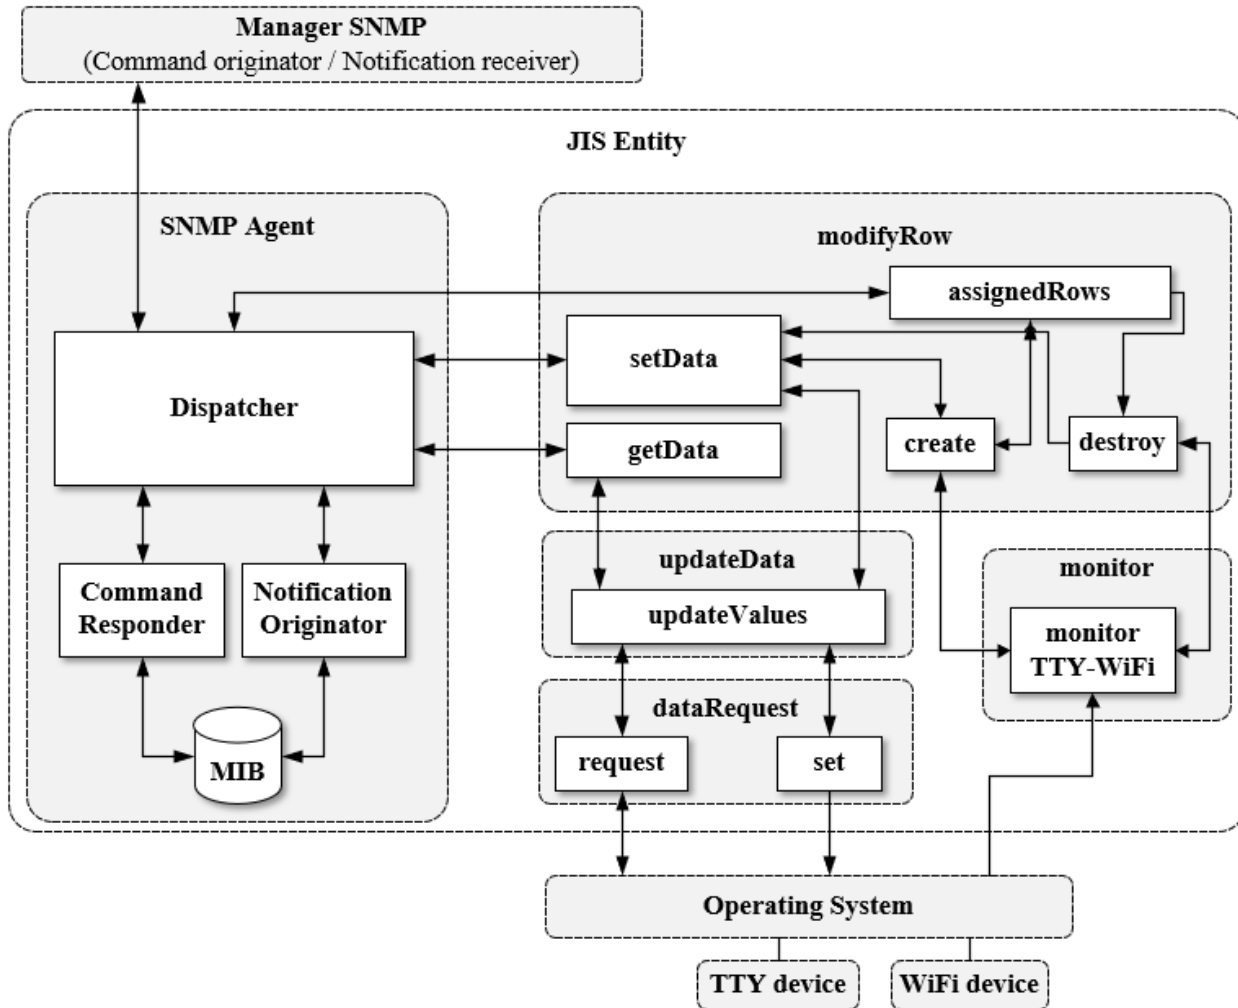 Manager SNMP
(Command originator / Notification receiver)
JIS Entity
SNMP Agent
modifyRow
assignedRows
setData
Dispatcher
getData
create
destroy
updateData
monitor
Command
Responder
Notification
Originator
updateValues
monitor
TTY-WiFi
dataRequest
MIB
request
set
Operating System
TTY device
WiFi device